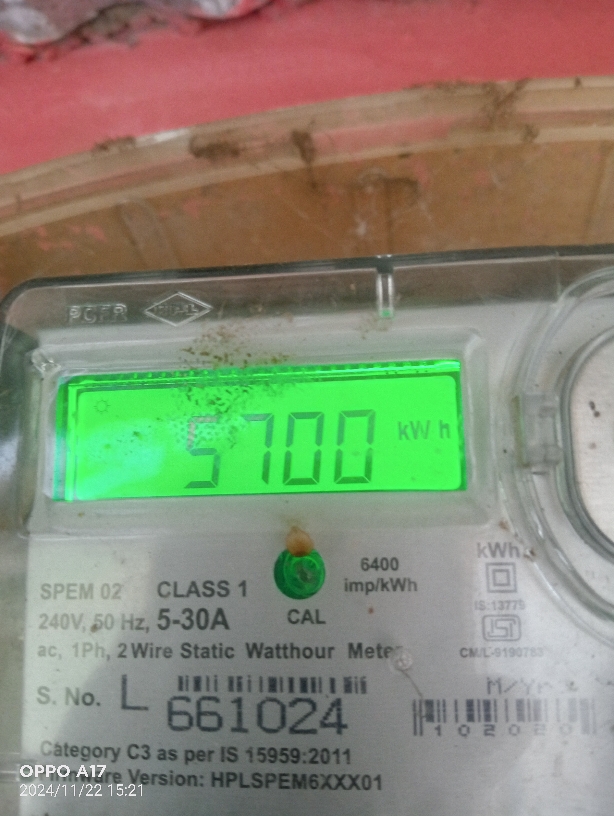 PCFR HPL
5700 kWh
6400
imp/kWh
kWh
SPEM 02 CLASS 1
CAL
IS:13779
240V, 50 Hz, 5-30A
ISI
ac, 1Ph, 2 Wire Static Watthour Meter
S. No. L 661024
Category C3 as per IS 15959:2011
Version: HPLSPEM6XXX01
OPPO A17
2024/11/22 15:21